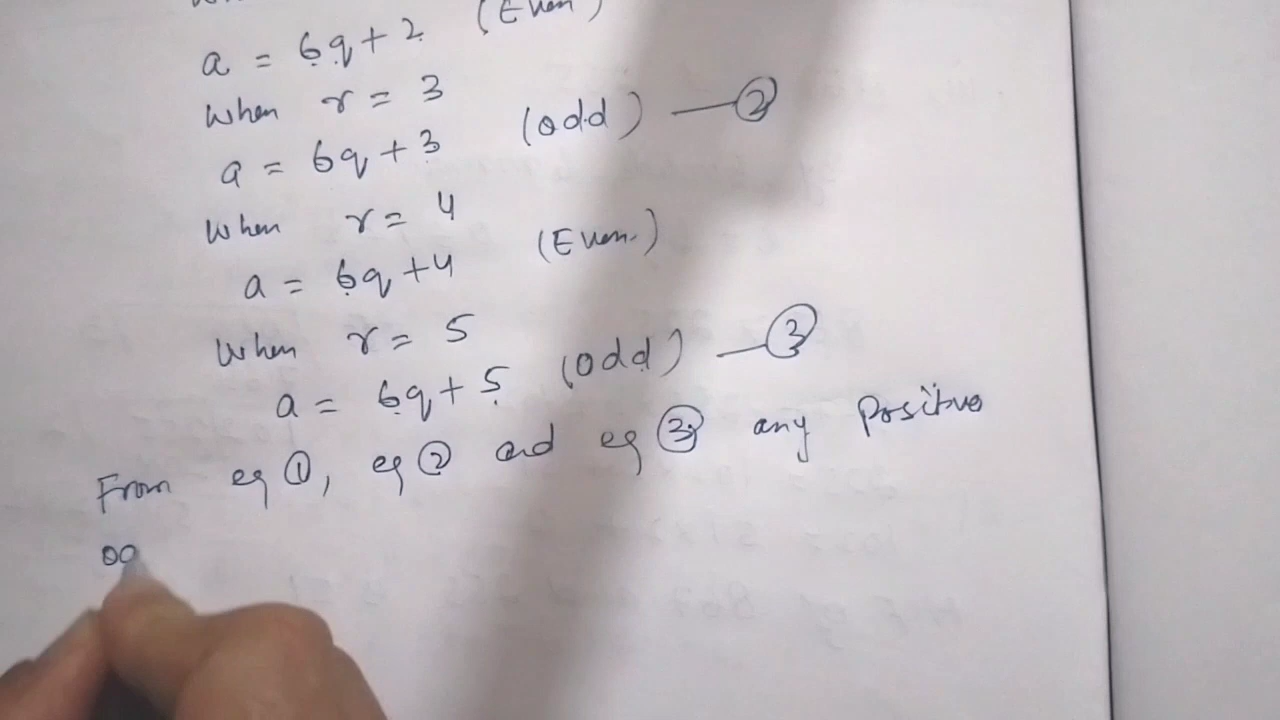 a = 6q+2 (Even)
When r = 3
a = 6q+3 (odd) — ②
When r = 4
a = 6q+4 (Even.)
When r = 5
a = 6q+5 (odd) — ③
From eq ①, eq ② and eq ③ any positive